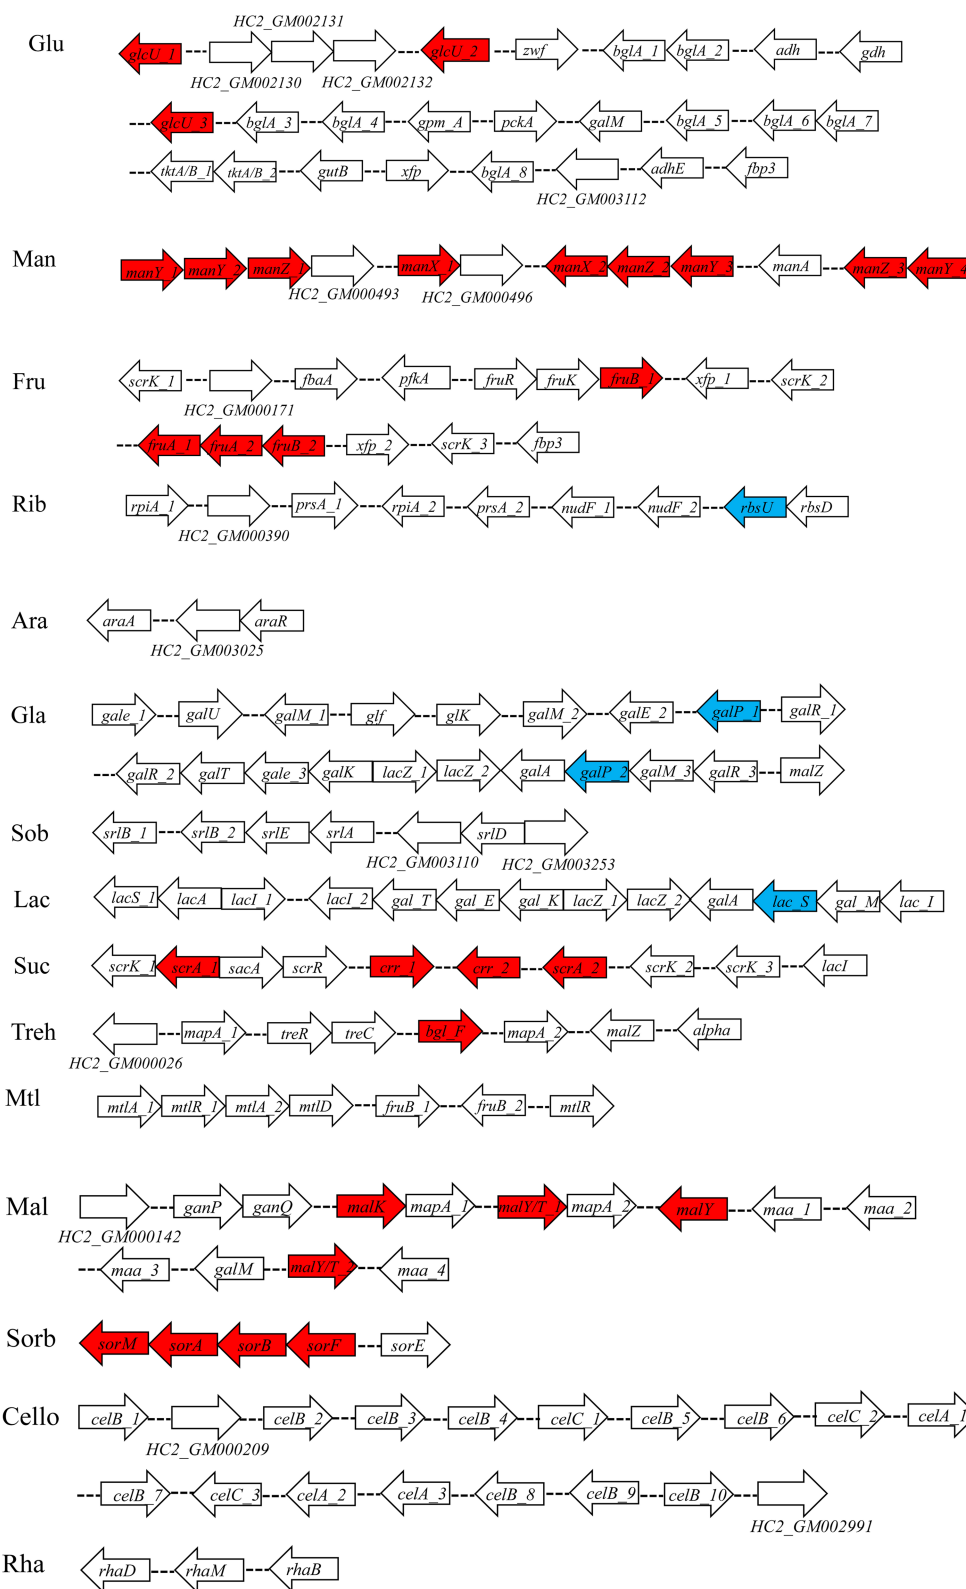 HC2_GM002131
Glu glcU_1 glcU_2 zwf bglA_1 bglA_2 adh gdh
HC2_GM002130 HC2_GM002132
glcU_3 bglA_3 bglA_4 gpm_A pckA galM bglA_5 bglA_6 bglA_7
tktA/B_1 tktA/B_2 gutB xfp bglA_8 adhE fbp3
HC2_GM003112
Man manY_1 manY_2 manZ_1 manX_1 manX_2 manZ_2 manY_3 manA manZ_3 manY_4
HC2_GM000493 HC2_GM000496
Fru scrK_1 fbaA pfkA fruR fruK fruB_1 xfp_1 scrK_2
HC2_GM000171
fruA_1 fruA_2 fruB_2 xfp_2 scrK_3 fbp3
Rib rpiA_1 prsA_1 rpiA_2 prsA_2 nudF_1 nudF_2 rbsU rbsD
HC2_GM000390
Ara araA araR
HC2_GM003025
Gla gale_1 galU galM_1 glf glK galM_2 galE_2 galP_1 galR_1
galR_2 galT gale_3 galK lacZ_1 lacZ_2 galA galP_2 galM_3 galR_3 malZ
Sob srlB_1 srlB_2 srlE srlA srlD
HC2_GM003110 HC2_GM003253
Lac lacS_1 lacA lacI_1 lacI_2 gal_T gal_E gal_K lacZ_1 lacZ_2 galA lac_S gal_M lac_I
Suc scrK_1 scrA_1 sacA scrR crr_1 crr_2 scrA_2 scrK_2 scrK_3 lacI
Treh mapA_1 treR treC bgl_F mapA_2 malZ alpha
HC2_GM000026
Mtl mtlA_1 mtlR_1 mtlA_2 mtlD fruB_1 fruB_2 mtlR
Mal ganP ganQ malK mapA_1 malY/T_1 mapA_2 malY maa_1 maa_2
HC2_GM000142
maa_3 galM malY/T_2 maa_4
Sorb sorM sorA sorB sorF sorE
Cello celB_1 celB_2 celB_3 celB_4 celC_1 celB_5 celB_6 celC_2 celA_1
HC2_GM000209
celB_7 celC_3 celA_2 celA_3 celB_8 celB_9 celB_10
HC2_GM002991
Rha rhaD rhaM rhaB